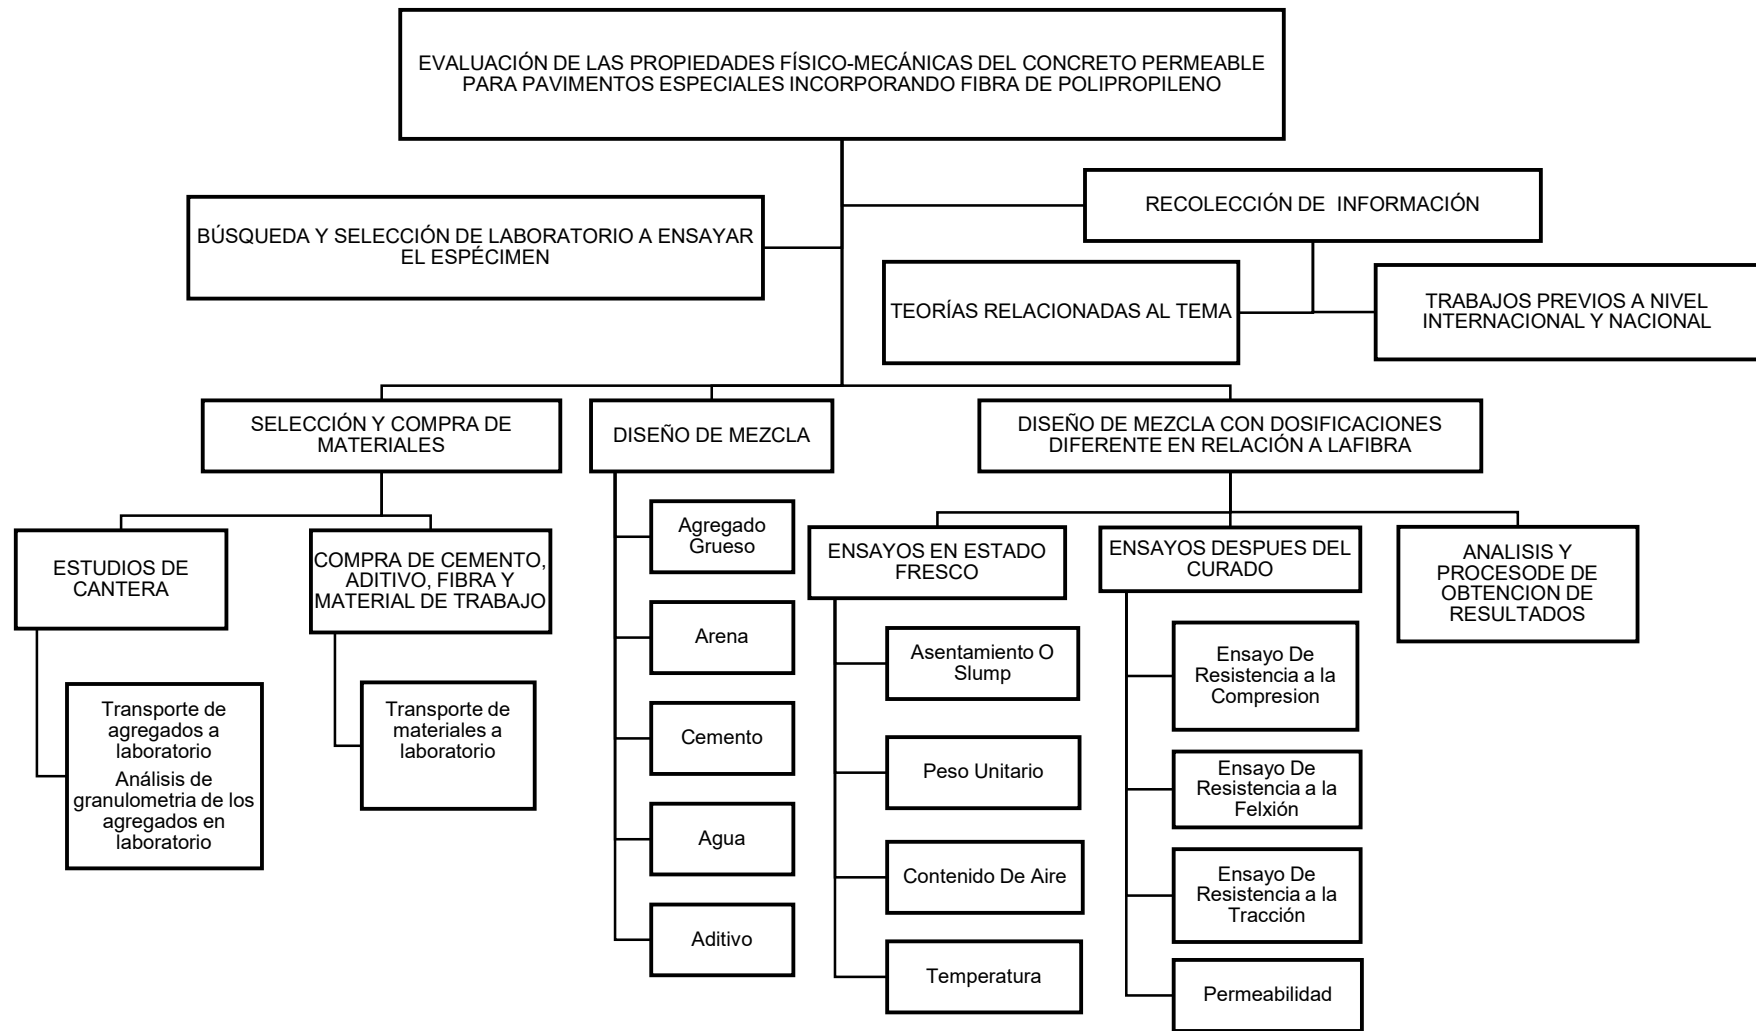 EVALUACIÓN DE LAS PROPIEDADES FÍSICO-MECÁNICAS DEL CONCRETO PERMEABLE
PARA PAVIMENTOS ESPECIALES INCORPORANDO FIBRA DE POLIPROPILENO
RECOLECCIÓN DE INFORMACIÓN
BÚSQUEDA Y SELECCIÓN DE LABORATORIO A ENSAYAR
EL ESPÉCIMEN
TEORÍAS RELACIONADAS AL TEMA
TRABAJOS PREVIOS A NIVEL
INTERNACIONAL Y NACIONAL
SELECCIÓN Y COMPRA DE
MATERIALES
DISEÑO DE MEZCLA
DISEÑO DE MEZCLA CON DOSIFICACIONES
DIFERENTE EN RELACIÓN A LAFIBRA
ESTUDIOS DE
CANTERA
COMPRA DE CEMENTO,
ADITIVO, FIBRA Y
MATERIAL DE TRABAJO
Transporte de
agregados a
laboratorio
Análisis de
granulometria de los
agregados en
laboratorio
Transporte de
materiales a
laboratorio
Agregado
Grueso
Arena
Cemento
Agua
Aditivo
ENSAYOS EN ESTADO
FRESCO
Asentamiento O
Slump
Peso Unitario
Contenido De Aire
Temperatura
ENSAYOS DESPUES DEL
CURADO
Ensayo De
Resistencia a la
Compresion
Ensayo De
Resistencia a la
Felxión
Ensayo De
Resistencia a la
Tracción
Permeabilidad
ANALISIS Y
PROCESODE DE
OBTENCION DE
RESULTADOS